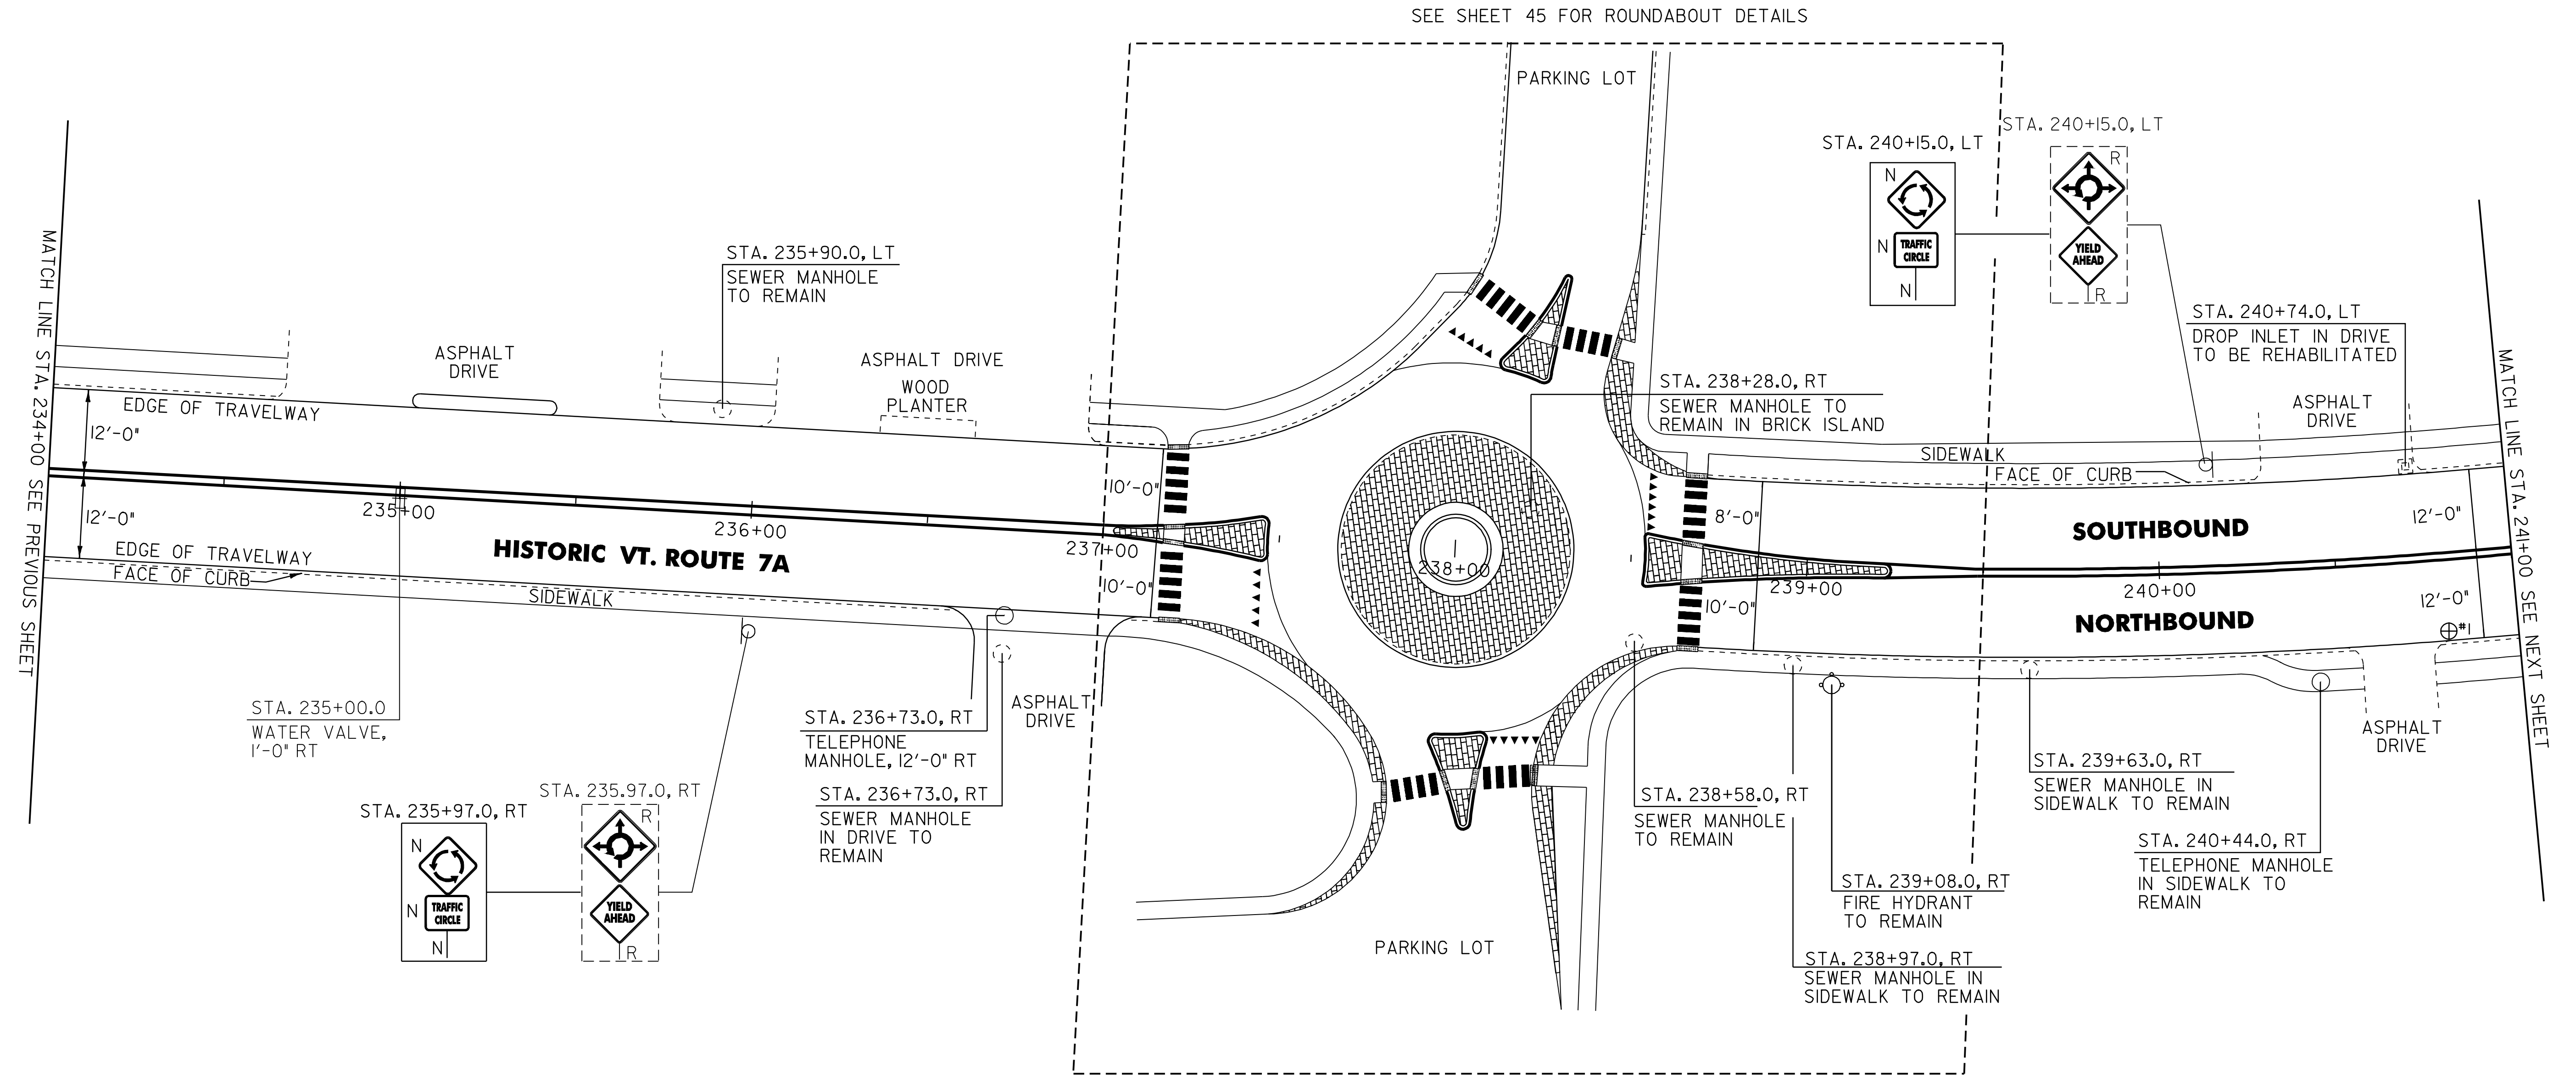 SEE SHEET 45 FOR ROUNDABOUT DETAILS
PARKING LOT
STA. 240+15.0, LT
STA. 240+15.0, LT
N
TRAFFIC
CIRCLE
N
N
R
YIELD
AHEAD
R
STA. 235+90.0, LT
SEWER MANHOLE
TO REMAIN
MATCH LINE STA. 234+00 SEE PREVIOUS SHEET
ASPHALT
DRIVE
ASPHALT DRIVE
WOOD
PLANTER
EDGE OF TRAVELWAY
12'-0"
12'-0"
STA. 238+28.0, RT
SEWER MANHOLE TO
REMAIN IN BRICK ISLAND
STA. 240+74.0, LT
DROP INLET IN DRIVE
TO BE REHABILITATED
ASPHALT
DRIVE
SIDEWALK
FACE OF CURB
MATCH LINE STA. 241+00 SEE NEXT SHEET
235+00
236+00
237+00
238+00
239+00
240+00
10'-0"
10'-0"
8'-0"
10'-0"
12'-0"
12'-0"
SOUTHBOUND
NORTHBOUND
#1
HISTORIC VT. ROUTE 7A
EDGE OF TRAVELWAY
FACE OF CURB
SIDEWALK
STA. 235+00.0
WATER VALVE,
1'-0" RT
STA. 236+73.0, RT
TELEPHONE
MANHOLE, 12'-0" RT
ASPHALT
DRIVE
STA. 236+73.0, RT
SEWER MANHOLE
IN DRIVE TO
REMAIN
STA. 235+97.0, RT
STA. 235.97.0, RT
N
TRAFFIC
CIRCLE
N
N
R
YIELD
AHEAD
R
PARKING LOT
STA. 238+58.0, RT
SEWER MANHOLE
TO REMAIN
STA. 239+63.0, RT
SEWER MANHOLE IN
SIDEWALK TO REMAIN
ASPHALT
DRIVE
STA. 240+44.0, RT
TELEPHONE MANHOLE
IN SIDEWALK TO
REMAIN
STA. 239+08.0, RT
FIRE HYDRANT
TO REMAIN
STA. 238+97.0, RT
SEWER MANHOLE IN
SIDEWALK TO REMAIN